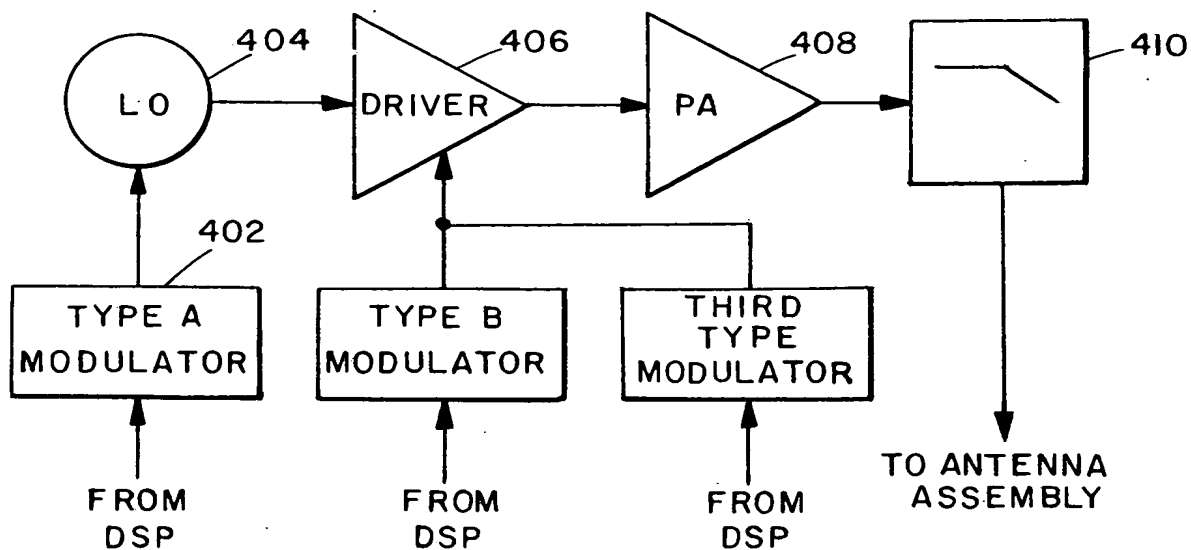 404
406
408
410
LO
DRIVER
PA
402
TYPE A
MODULATOR
TYPE B
MODULATOR
THIRD
TYPE
MODULATOR
FROM
DSP
FROM
DSP
FROM
DSP
TO ANTENNA
ASSEMBLY